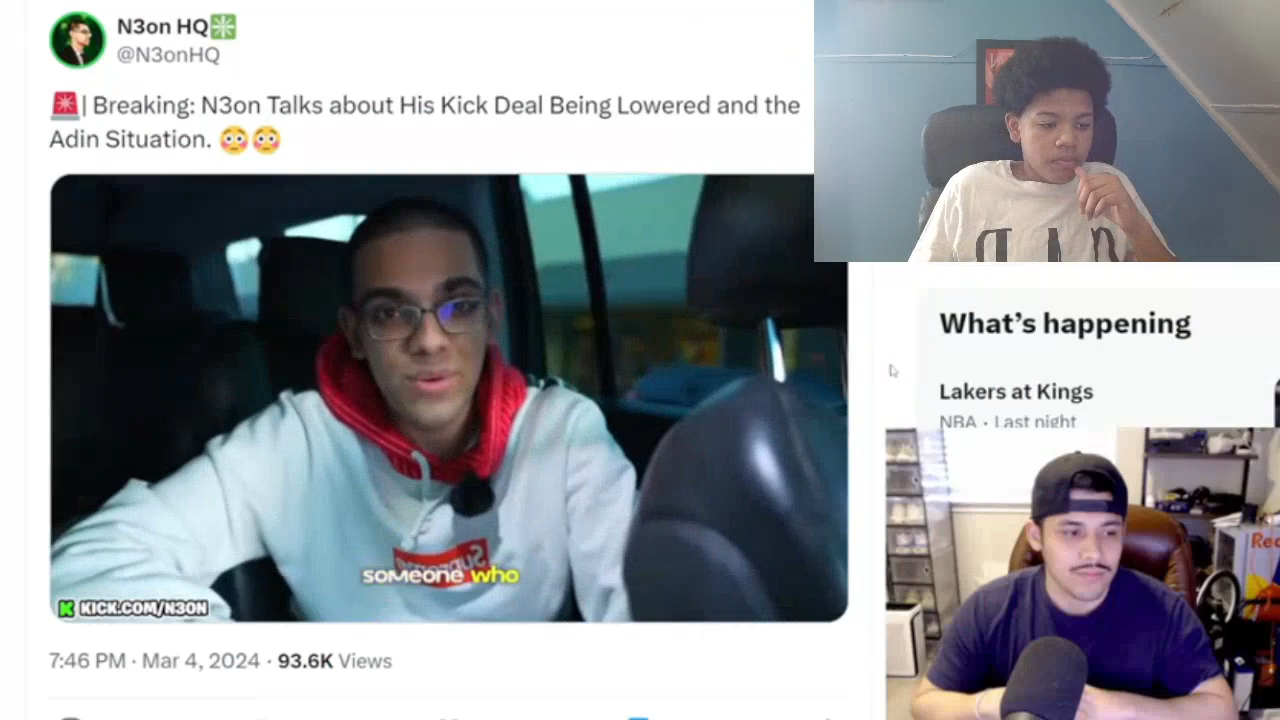 N3on HQ
@N3onHQ
| Breaking: N3on Talks about His Kick Deal Being Lowered and the
Adin Situation.
someone who
Supreme
KICK.COM/N3ON
7:46 PM · Mar 4, 2024 · 93.6K Views
What's happening
Lakers at Kings
NBA · Last night
Red